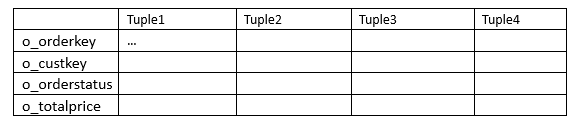 Tuple1 Tuple2 Tuple3 Tuple4
o_orderkey ...
o_custkey
o_orderstatus
o_totalprice